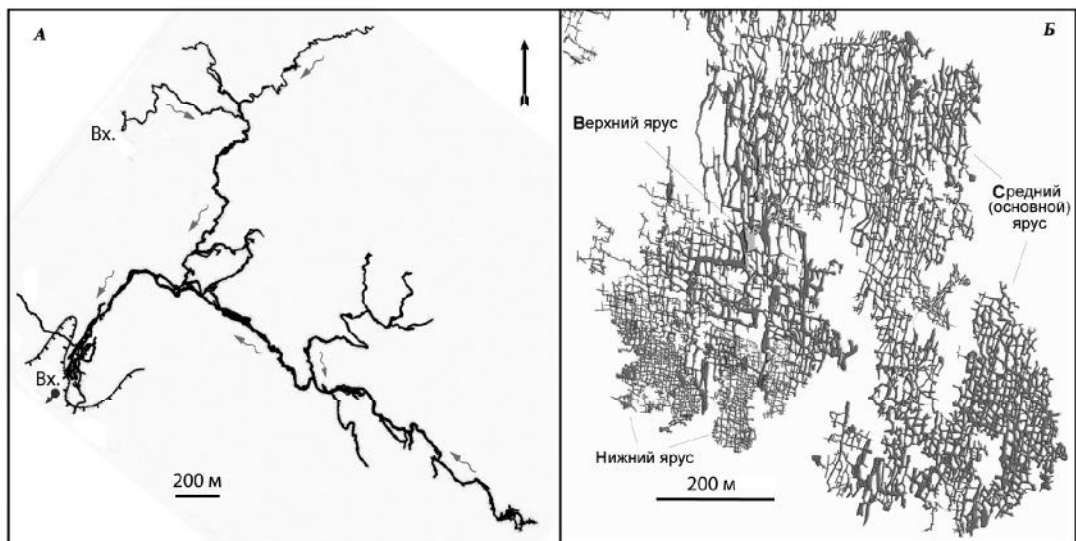 А
Вх.
Вх.
200 м
Б
Верхний ярус
Средний
(основной)
ярус
Нижний ярус
200 м